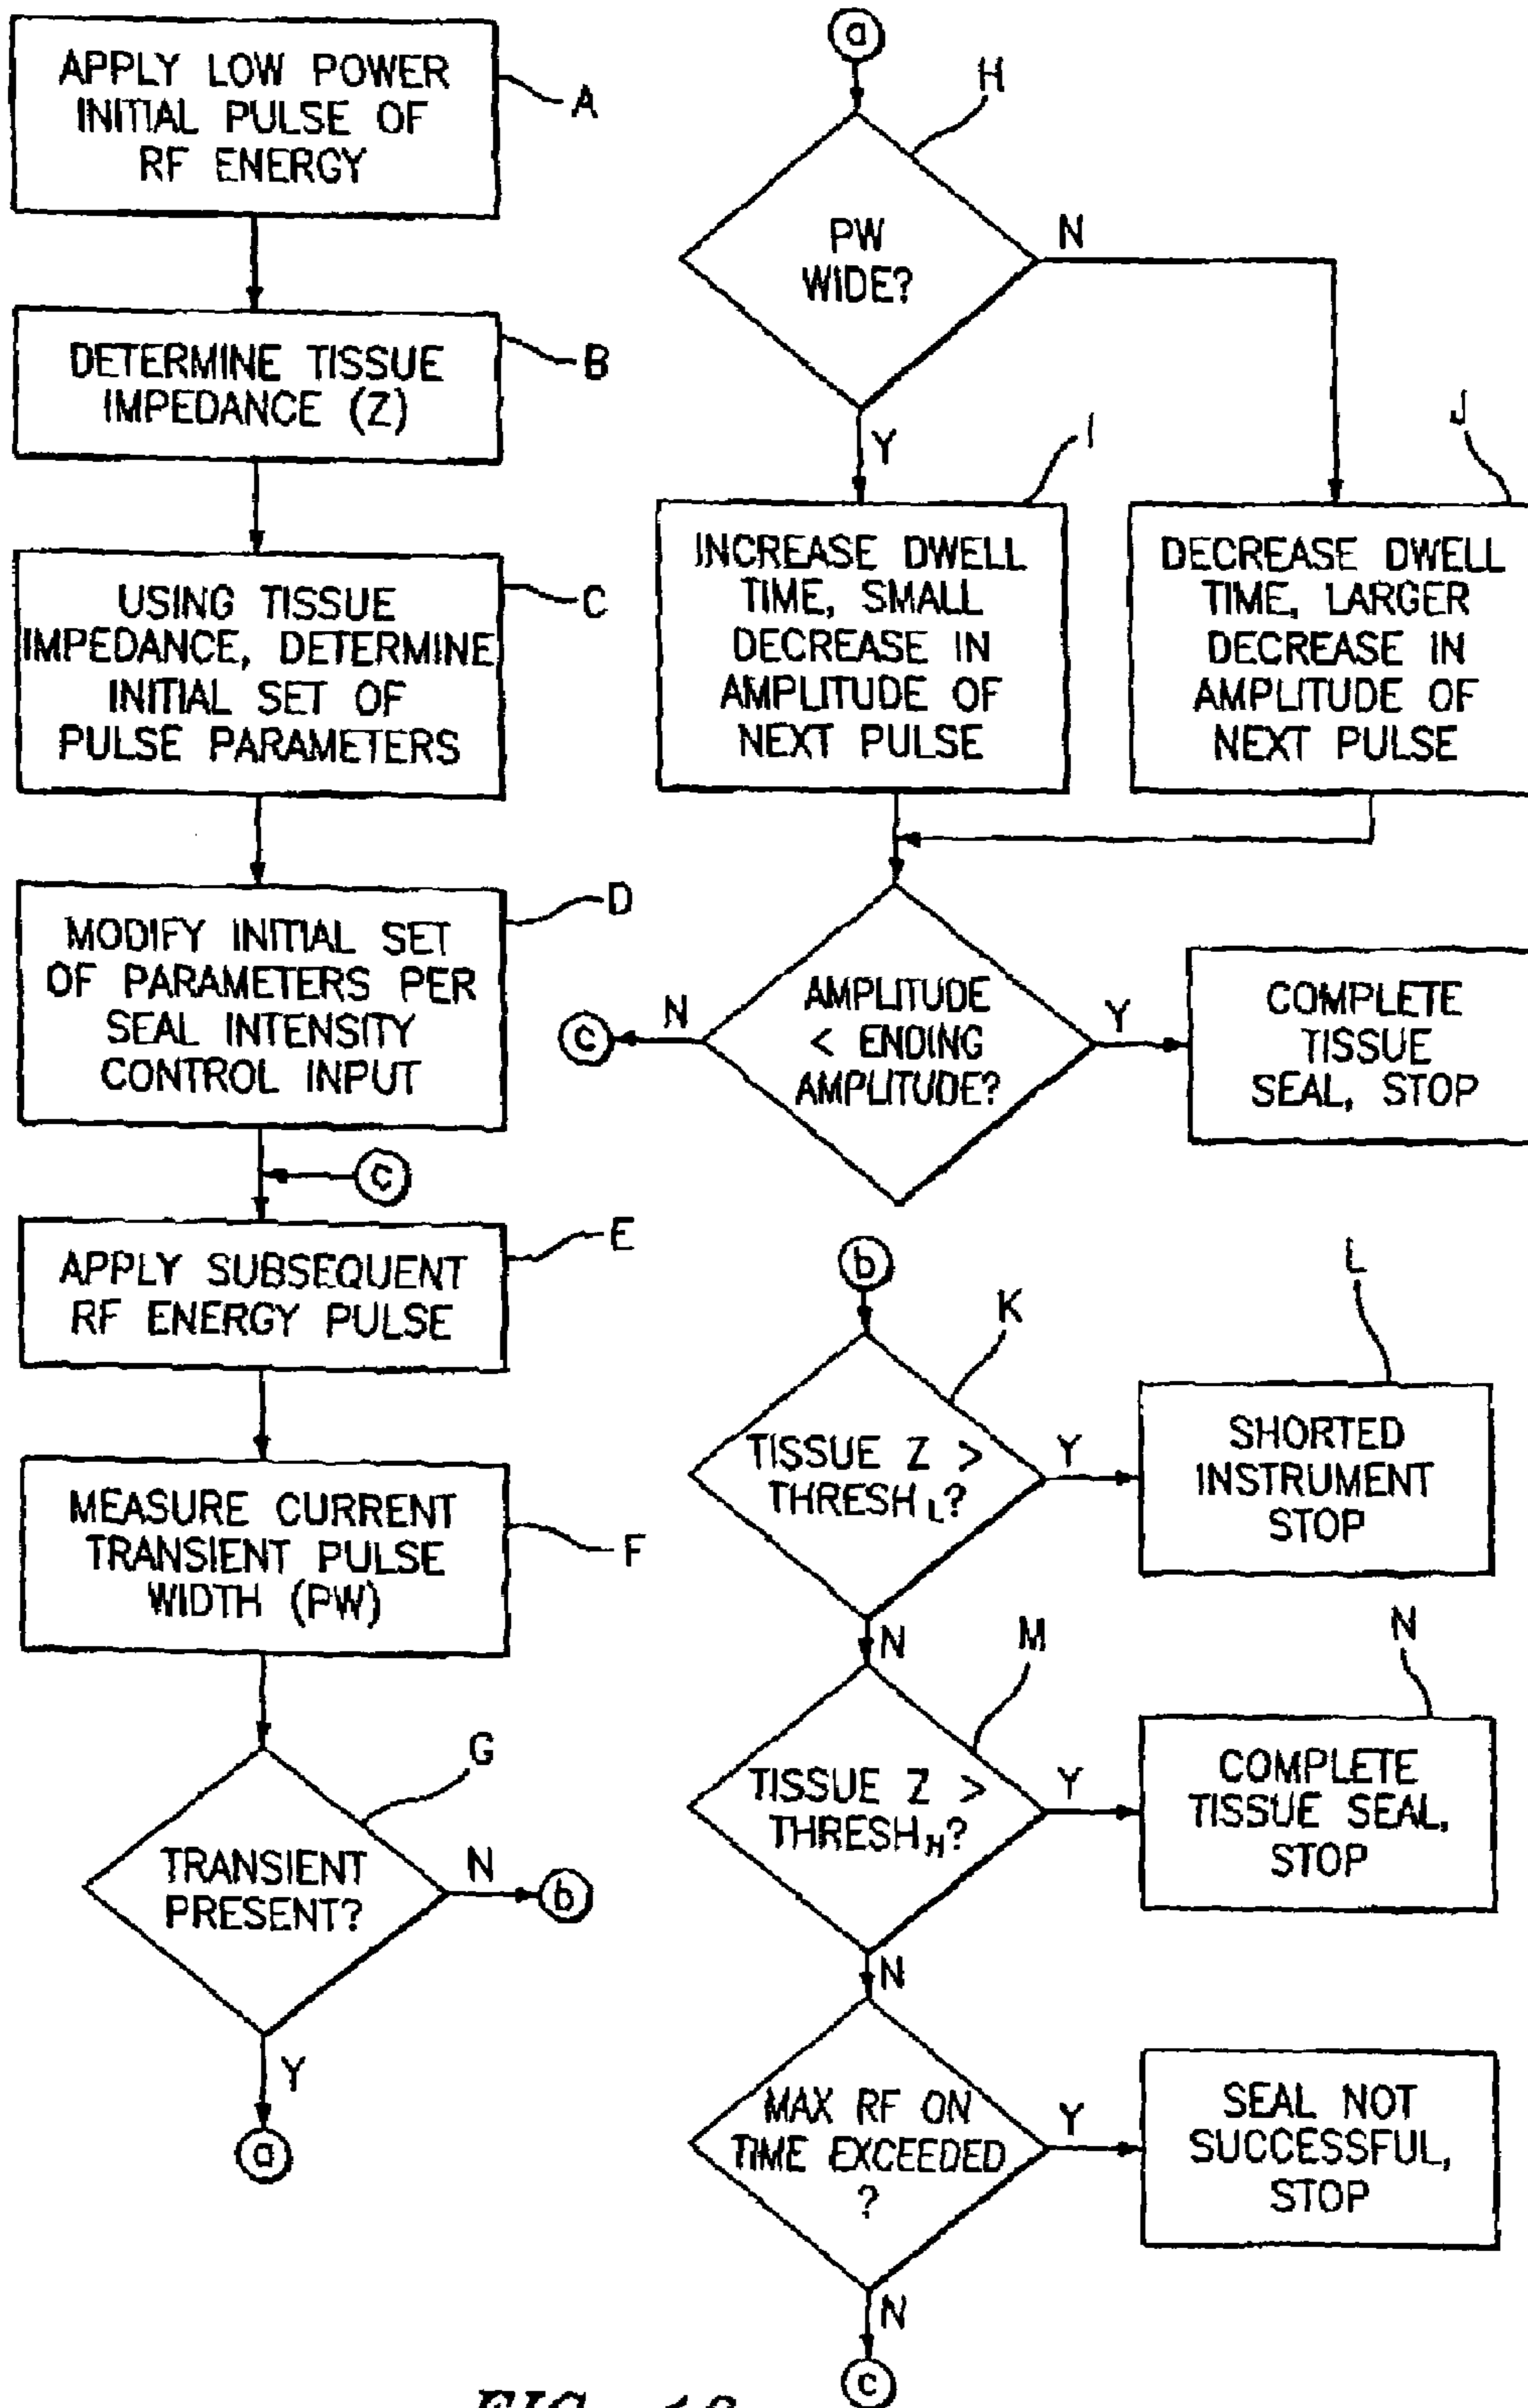 APPLY LOW POWER
INITIAL PULSE OF
RF ENERGY
A
DETERMINE TISSUE
IMPEDANCE (Z)
B
USING TISSUE
IMPEDANCE, DETERMINE
INITIAL SET OF
PULSE PARAMETERS
C
MODIFY INITIAL SET
OF PARAMETERS PER
SEAL INTENSITY
CONTROL INPUT
D
c
APPLY SUBSEQUENT
RF ENERGY PULSE
E
MEASURE CURRENT
TRANSIENT PULSE
WIDTH (PW)
F
G
TRANSIENT
PRESENT?
N
b
Y
a
a
H
PW
WIDE?
N
Y
I
J
INCREASE DWELL
TIME, SMALL
DECREASE IN
AMPLITUDE OF
NEXT PULSE
DECREASE DWELL
TIME, LARGER
DECREASE IN
AMPLITUDE OF
NEXT PULSE
AMPLITUDE
< ENDING
AMPLITUDE?
N
c
Y
COMPLETE
TISSUE
SEAL, STOP
b
K
L
TISSUE Z >
THRESH L?
Y
SHORTED
INSTRUMENT
STOP
N
M
N
TISSUE Z >
THRESH H?
Y
COMPLETE
TISSUE SEAL,
STOP
N
MAX RF ON
TIME EXCEEDED
?
Y
SEAL NOT
SUCCESSFUL,
STOP
N
c